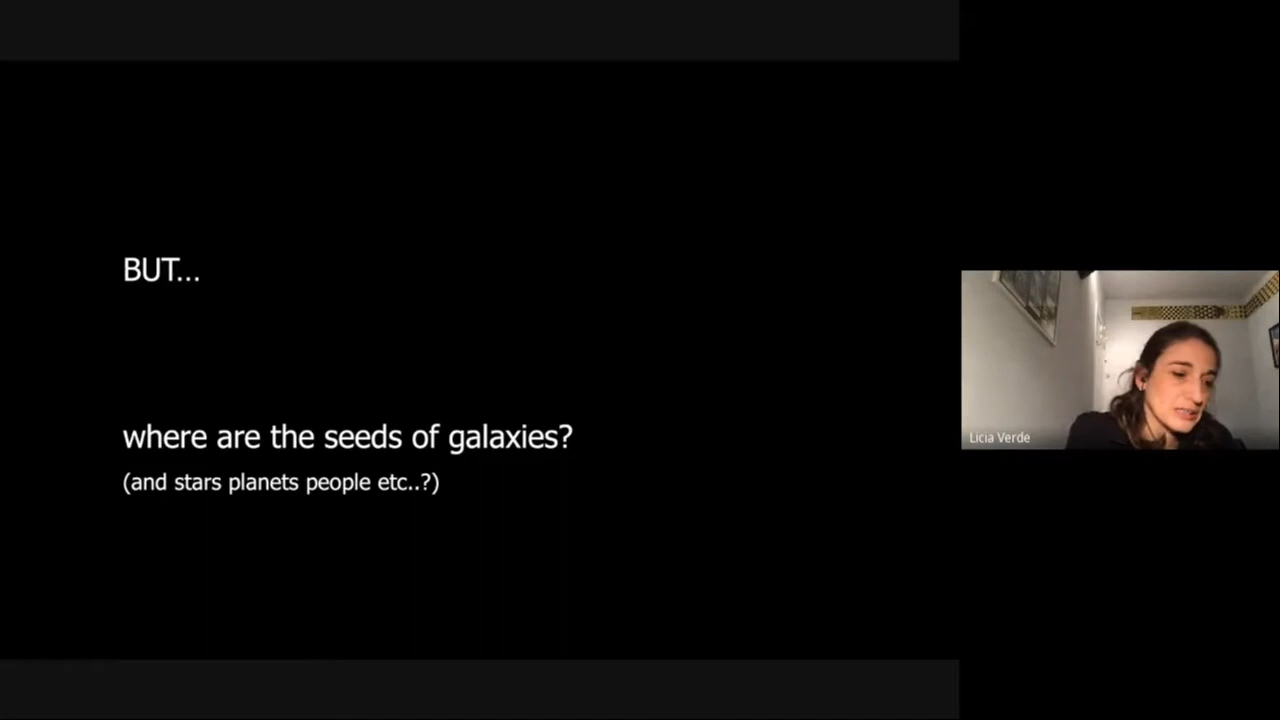 BUT...
where are the seeds of galaxies?
(and stars planets people etc..?)
Licia Verde